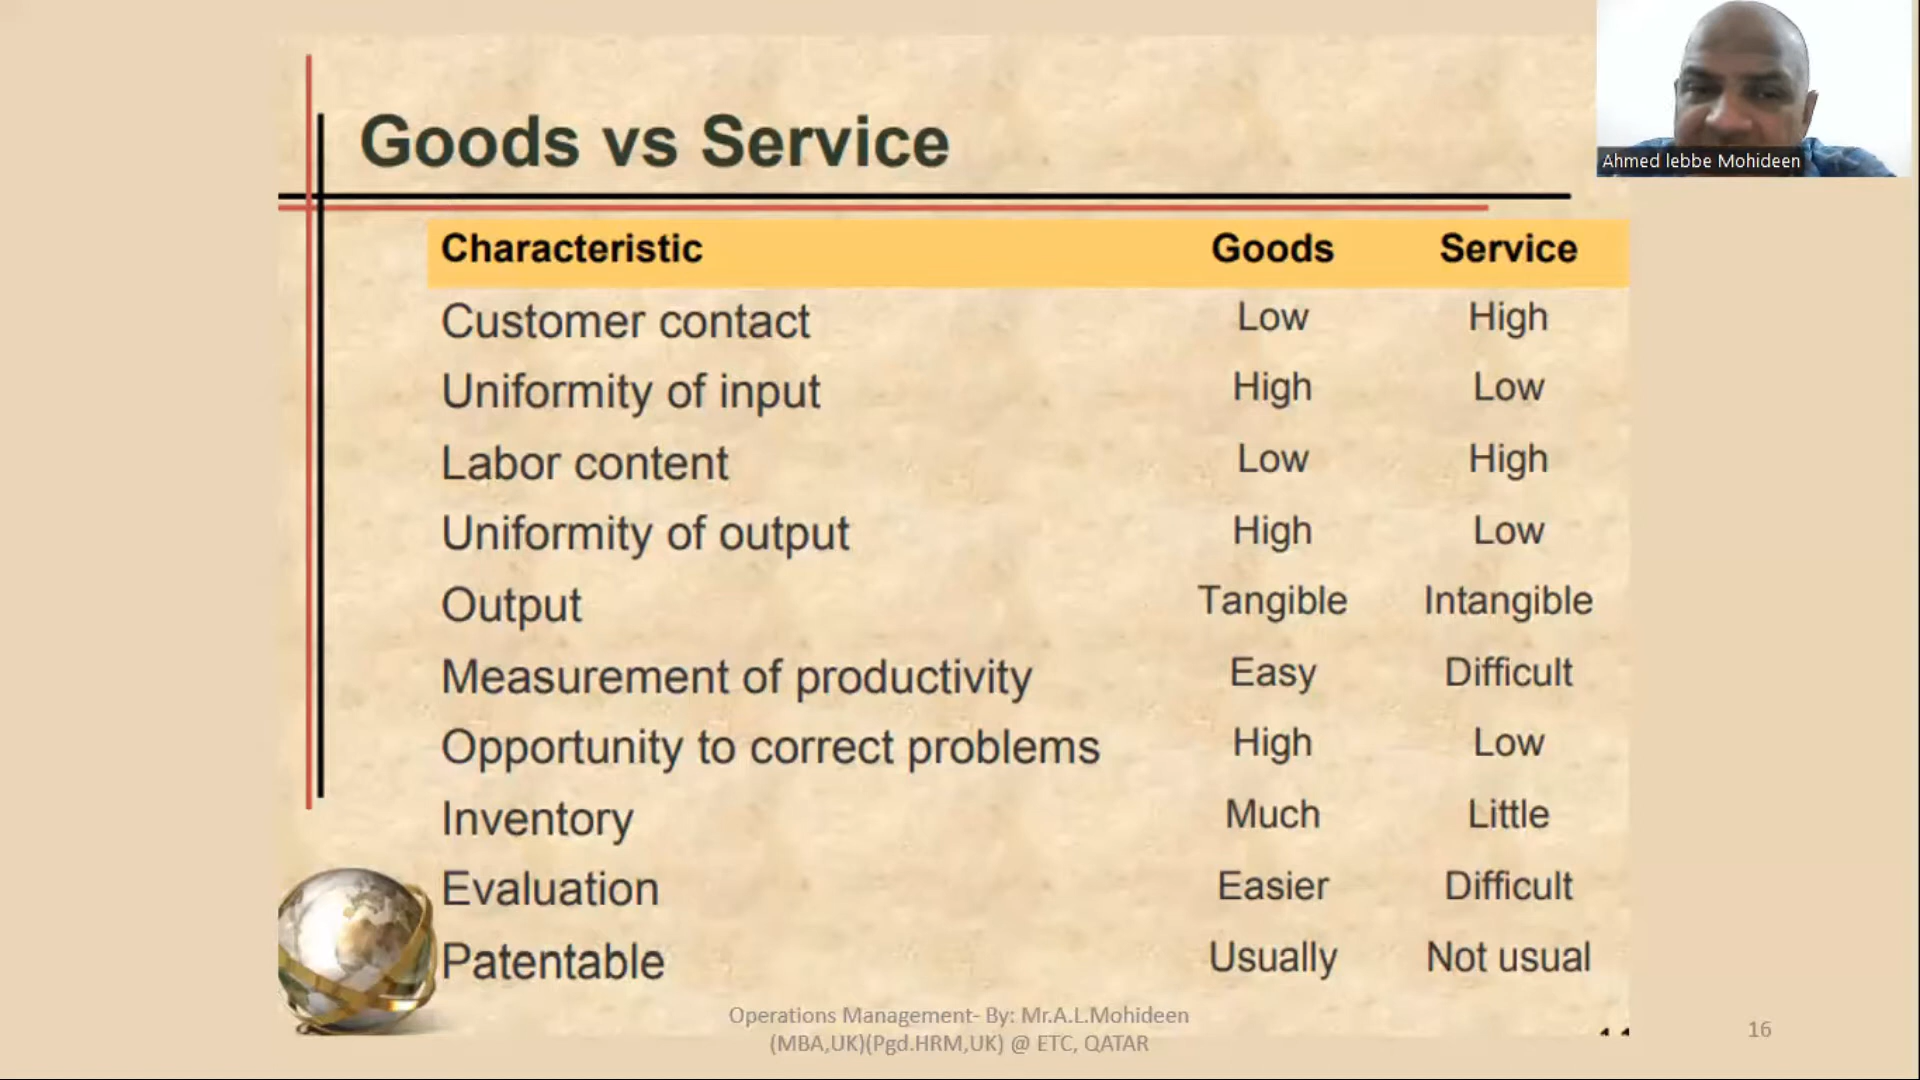 Goods vs Service
Ahmed lebbe Mohideen
Characteristic Goods Service
Customer contact Low High
Uniformity of input High Low
Labor content Low High
Uniformity of output High Low
Output Tangible Intangible
Measurement of productivity Easy Difficult
Opportunity to correct problems High Low
Inventory Much Little
Evaluation Easier Difficult
Patentable Usually Not usual
Operations Management- By: Mr.A.L.Mohideen
(MBA,UK)(Pgd.HRM,UK) @ ETC, QATAR
16